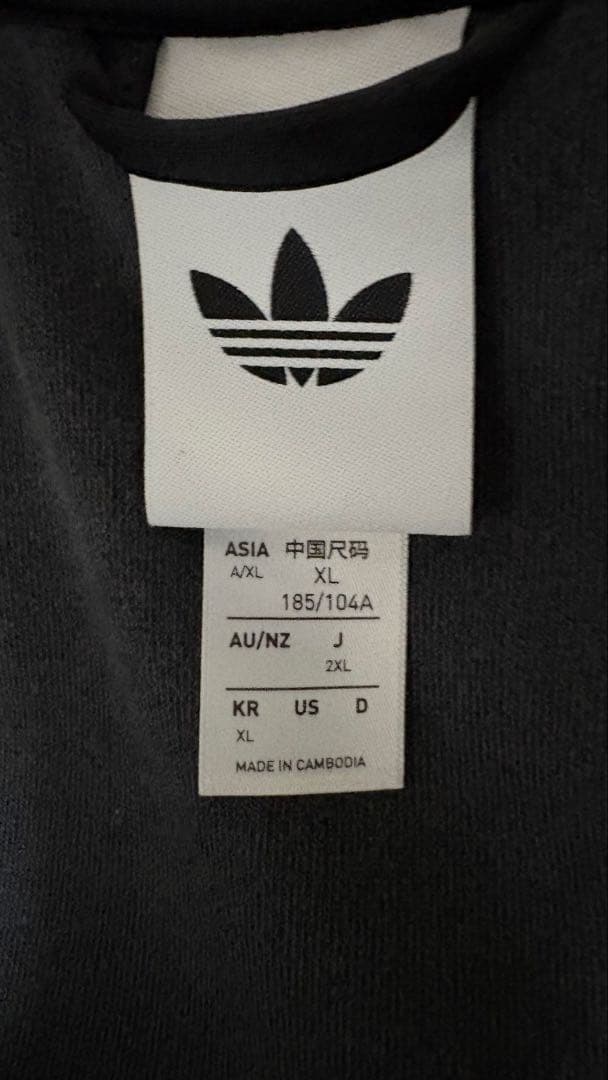 ASIA 中国尺码
A/XL XL
185/104A
AU/NZ J
2XL
KR US D
XL
MADE IN CAMBODIA